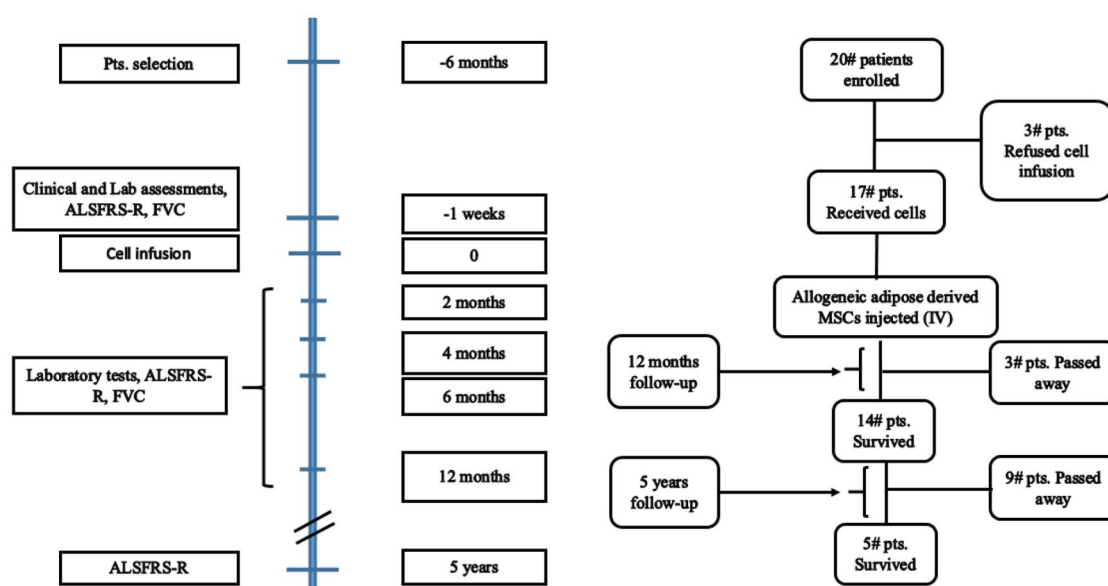 Pts. selection
-6 months
Clinical and Lab assessments,
ALSFRS-R, FVC
-1 weeks
Cell infusion
0
2 months
4 months
Laboratory tests, ALSFRS-
R, FVC
6 months
12 months
ALSFRS-R
5 years
20# patients
enrolled
3# pts.
Refused cell
infusion
17# pts.
Received cells
Allogeneic adipose derived
MSCs injected (IV)
12 months
follow-up
3# pts. Passed
away
14# pts.
Survived
5 years
follow-up
9# pts. Passed
away
5# pts.
Survived